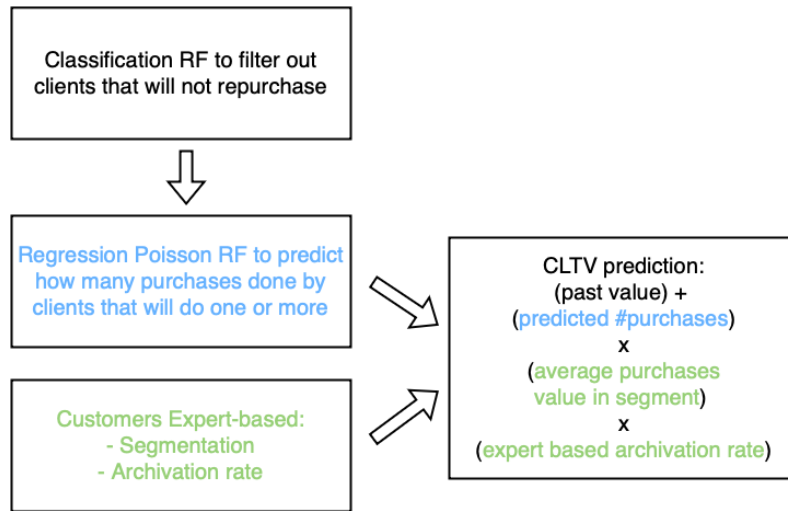 Classification RF to filter out
clients that will not repurchase
Regression Poisson RF to predict
how many purchases done by
clients that will do one or more
Customers Expert-based:
- Segmentation
- Archivation rate
CLTV prediction:
(past value) +
(predicted #purchases)
x
(average purchases
value in segment)
x
(expert based archivation rate)